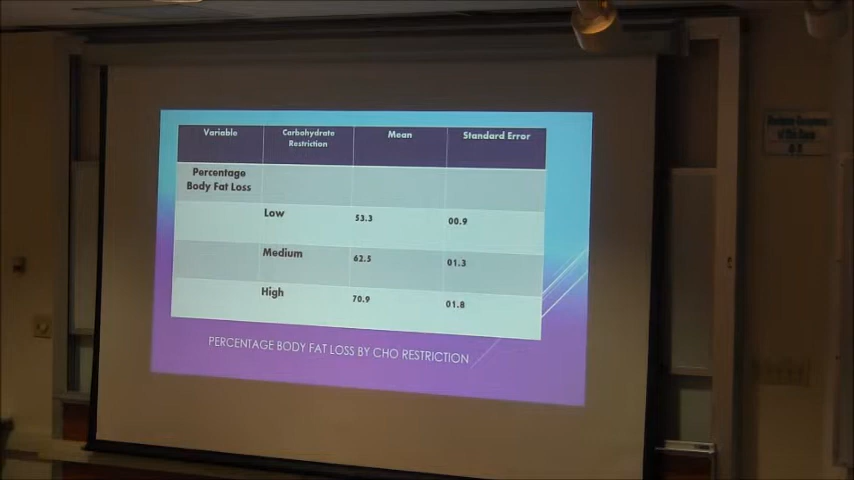 Variable Carbohydrate Restriction Mean Standard Error
Percentage
Body Fat Loss
Low 53.3 00.9
Medium 62.5 01.3
High 70.9 01.8
PERCENTAGE BODY FAT LOSS BY CHO RESTRICTION